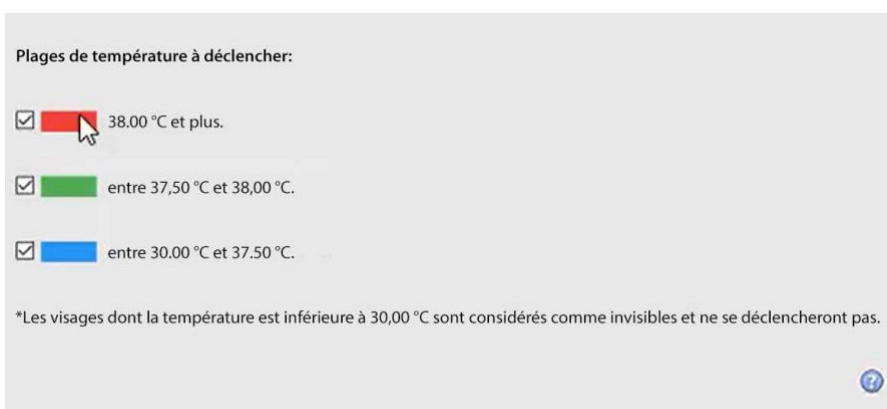 Plages de température à déclencher:
38.00 °C et plus.
entre 37,50 °C et 38,00 °C.
entre 30.00 °C et 37.50 °C.
*Les visages dont la température est inférieure à 30,00 °C sont considérés comme invisibles et ne se déclencheront pas.
?